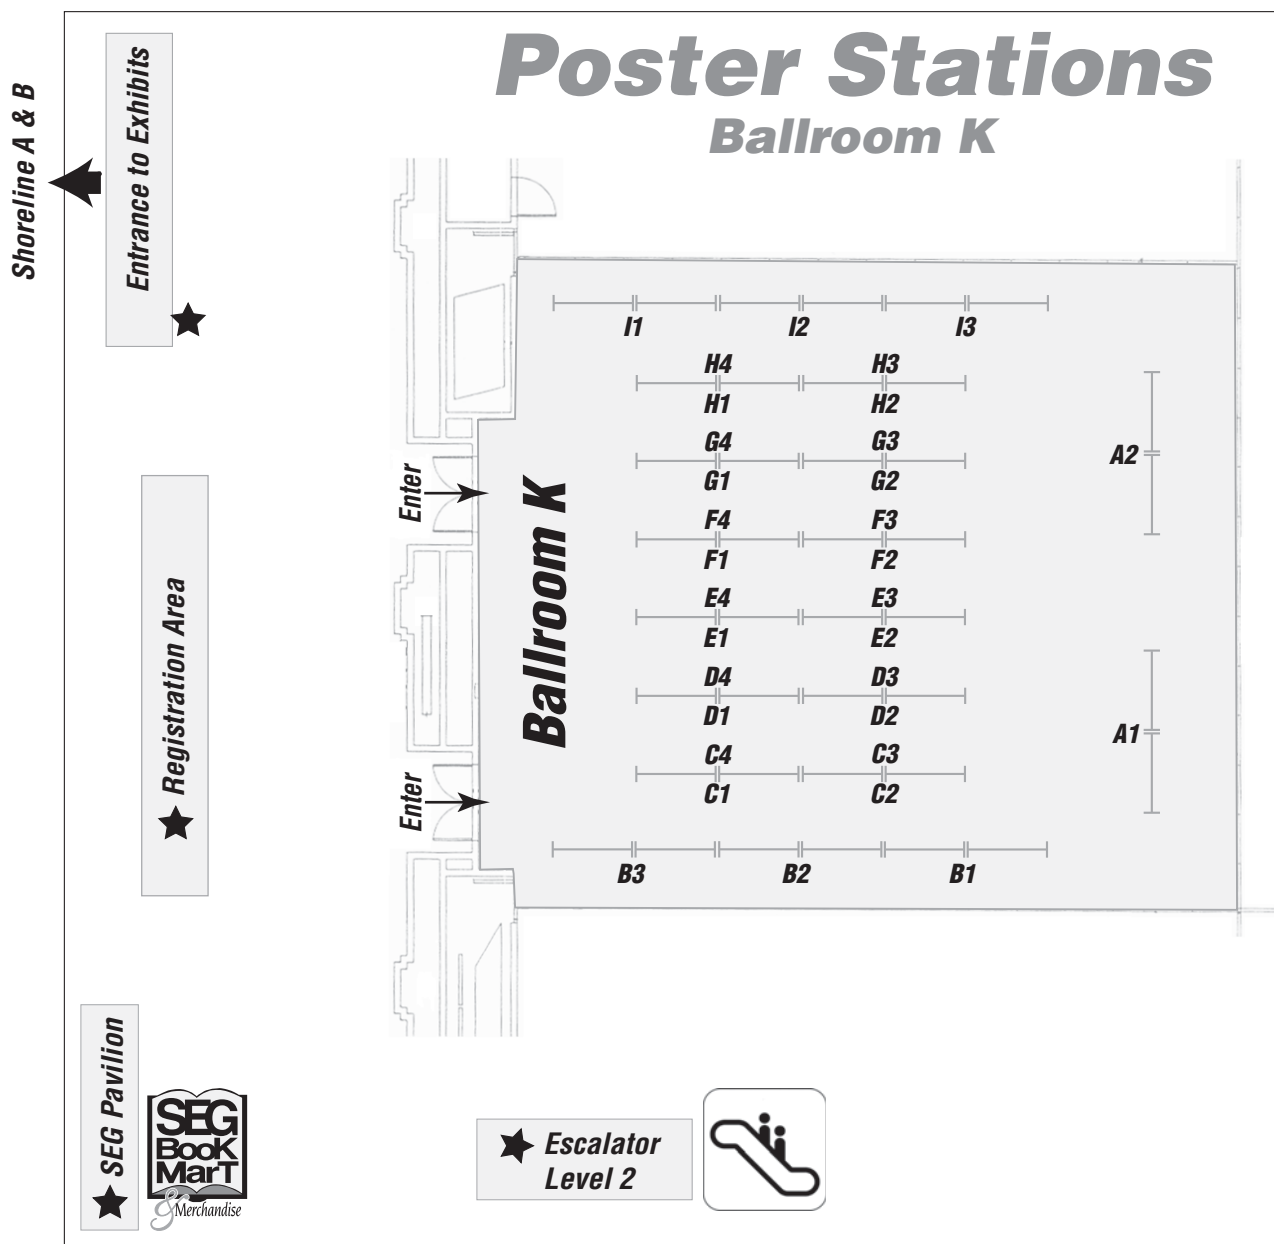 Poster Stations
Ballroom K
Shoreline A & B
Entrance to Exhibits
I1 I2 I3
H4 H3
H1 H2
G4 G3
A2
G1 G2
Enter
F4 F3
F1 F2
Ballroom K
E4 E3
E1 E2
Registration Area
D4 D3
D1 D2
A1
C4 C3
C1 C2
Enter
B3 B2 B1
SEG Pavilion
SEG
BooK
MarT
& Merchandise
Escalator
Level 2